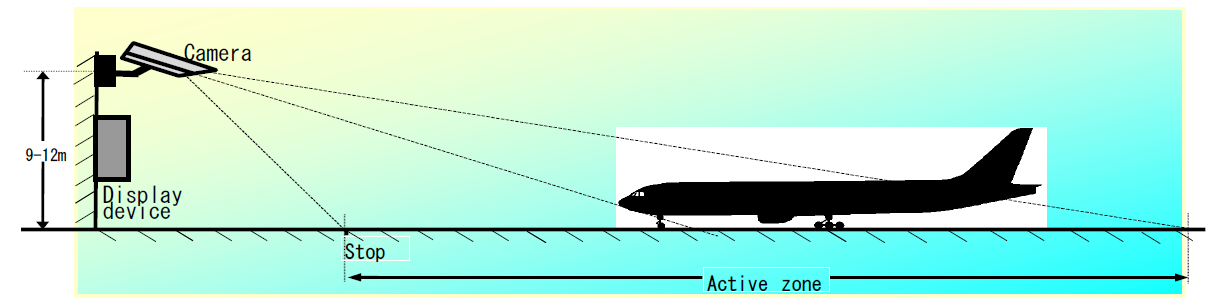 Camera
9-12m
Display
device
Stop
Active zone